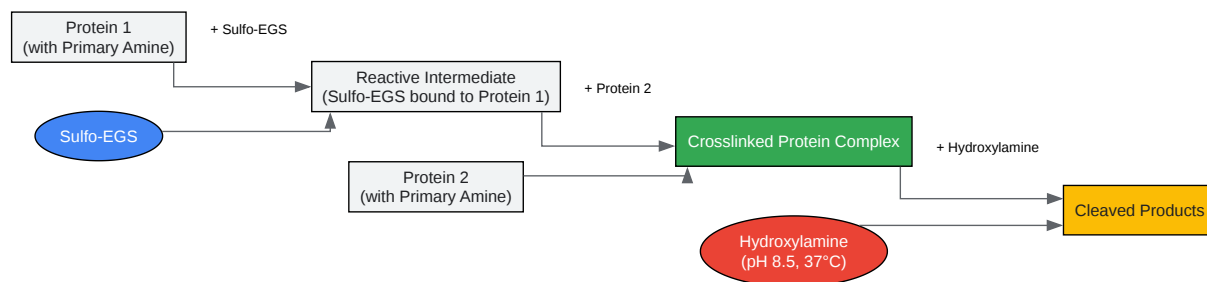 Protein 1
(with Primary Amine)
+ Sulfo-EGS
Reactive Intermediate
(Sulfo-EGS bound to Protein 1)
+ Protein 2
Sulfo-EGS
Crosslinked Protein Complex
+ Hydroxylamine
Protein 2
(with Primary Amine)
Cleaved Products
Hydroxylamine
(pH 8.5, 37°C)